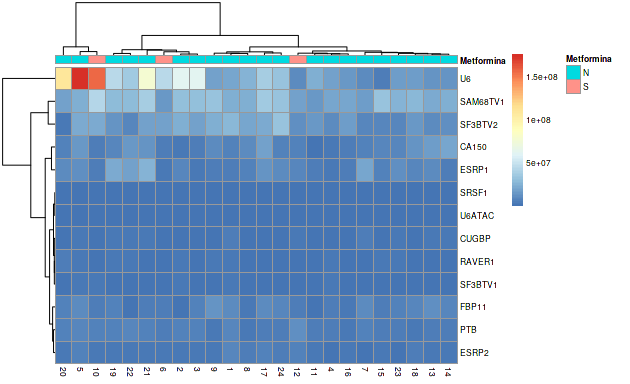 Metformina
U6
SAM68TV1
SF3BTV2
CA150
ESRP1
SRSF1
U6ATAC
CUGBP
RAVER1
SF3BTV1
FBP11
PTB
ESRP2
20 5 10 19 22 21 6 2 3 9 1 8 17 24 12 11 4 16 7 15 23 18 13 14
1.5e+08
1e+08
5e+07
Metformina
N
S